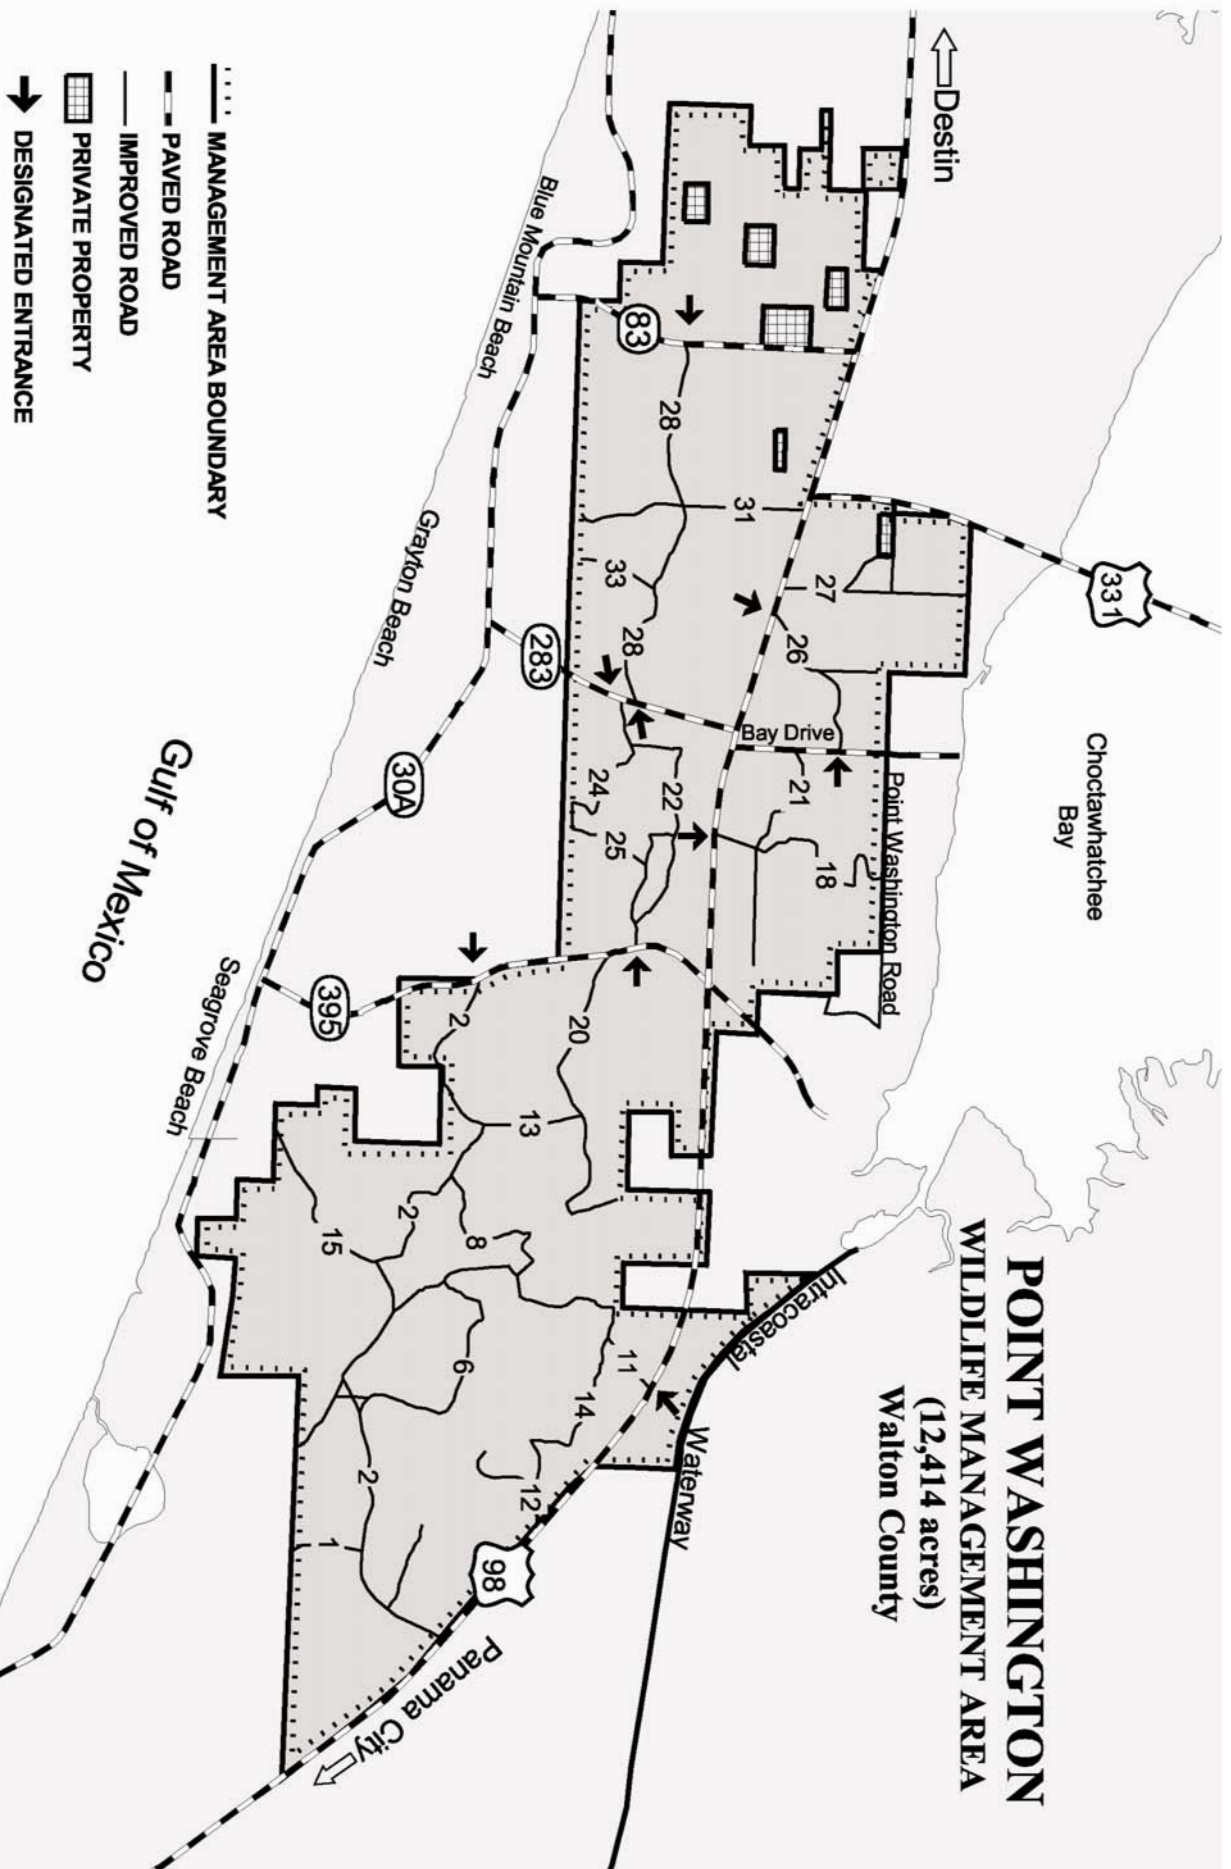 POINT WASHINGTON
WILDLIFE MANAGEMENT AREA
(12,414 acres)
Walton County
Destin
331
Choctawhatchee
Bay
83
28
31
33
27
26
28
283
Bay Drive
Point Washington Road
21
22
24
25
18
Blue Mountain Beach
Grayton Beach
30A
Gulf of Mexico
Seagrove Beach
395
2
20
13
2
8
15
6
11
14
12
2
1
Intracoastal
Waterway
98
Panama City
MANAGEMENT AREA BOUNDARY
PAVED ROAD
IMPROVED ROAD
PRIVATE PROPERTY
DESIGNATED ENTRANCE